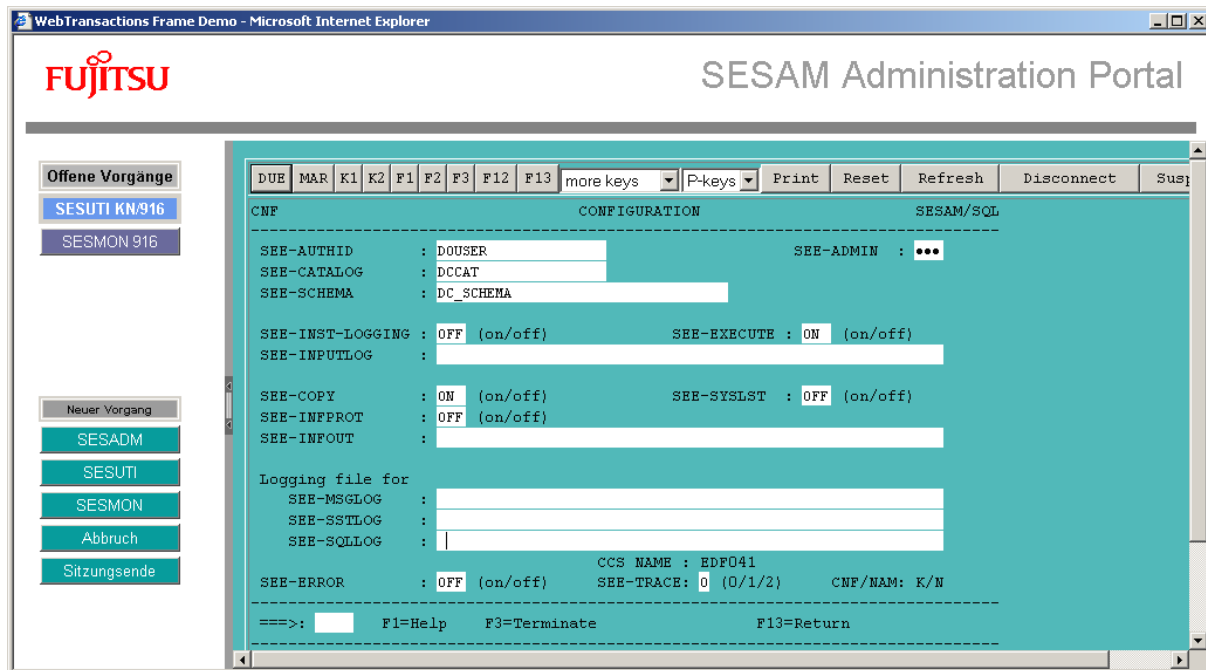 WebTransactions Frame Demo - Microsoft Internet Explorer
FUJITSU
SESAM Administration Portal
Offene Vorgänge
SESUTI KN/916
SESMON 916
Neuer Vorgang
SESADM
SESUTI
SESMON
Abbruch
Sitzungsende
DUE MAR K1 K2 F1 F2 F3 F12 F13 more keys P-keys Print Reset Refresh Disconnect Susp
CNF CONFIGURATION SESAM/SQL
SEE-AUTHID : DOUSER SEE-ADMIN : •••
SEE-CATALOG : DCCAT
SEE-SCHEMA : DC_SCHEMA
SEE-INST-LOGGING : OFF (on/off) SEE-EXECUTE : ON (on/off)
SEE-INPUTLOG :
SEE-COPY : ON (on/off) SEE-SYSLST : OFF (on/off)
SEE-INFPROT : OFF (on/off)
SEE-INFOUT :
Logging file for
SEE-MSGLOG :
SEE-SSTLOG :
SEE-SQLLOG :
CCS NAME : EDF041
SEE-ERROR : OFF (on/off) SEE-TRACE: 0 (0/1/2) CNF/NAM: K/N
===>: F1=Help F3=Terminate F13=Return